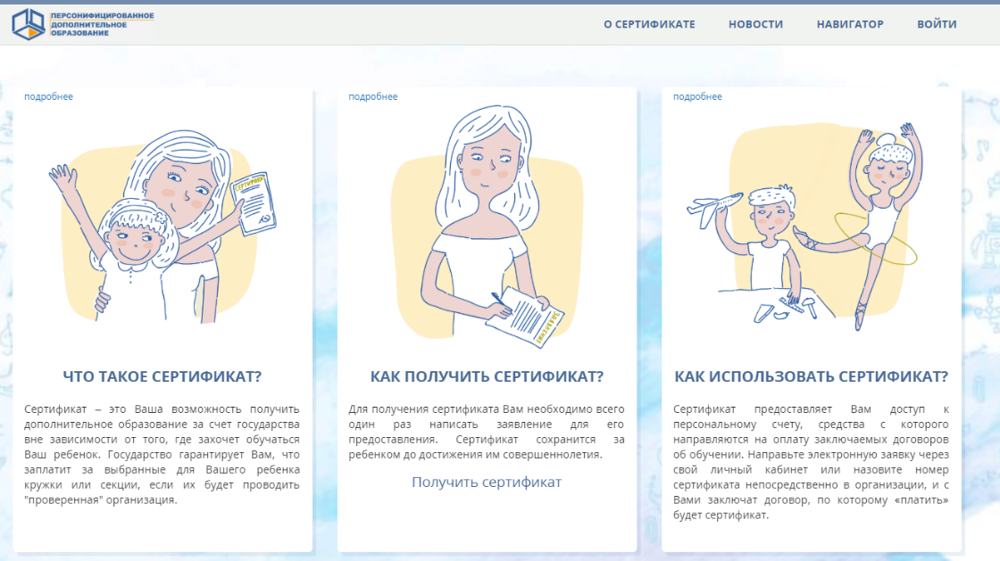 ПЕРСОНИФИЦИРОВАННОЕ
ДОПОЛНИТЕЛЬНОЕ
ОБРАЗОВАНИЕ
О СЕРТИФИКАТЕ НОВОСТИ НАВИГАТОР ВОЙТИ
подробнее
СЕРТИФИКАТ
ЧТО ТАКОЕ СЕРТИФИКАТ?
Сертификат – это Ваша возможность получить
дополнительное образование за счет государства
вне зависимости от того, где захочет обучаться
Ваш ребенок. Государство гарантирует Вам, что
заплатит за выбранные для Вашего ребенка
кружки или секции, если их будет проводить
"проверенная" организация.
подробнее
КАК ПОЛУЧИТЬ СЕРТИФИКАТ?
Для получения сертификата Вам необходимо всего
один раз написать заявление для его
предоставления. Сертификат сохранится за
ребенком до достижения им совершеннолетия.
Получить сертификат
подробнее
КАК ИСПОЛЬЗОВАТЬ СЕРТИФИКАТ?
Сертификат предоставляет Вам доступ к
персональному счету, средства с которого
направляются на оплату заключаемых договоров
об обучении. Направьте электронную заявку через
свой личный кабинет или назовите номер
сертификата непосредственно в организации, и с
Вами заключат договор, по которому «платить»
будет сертификат.